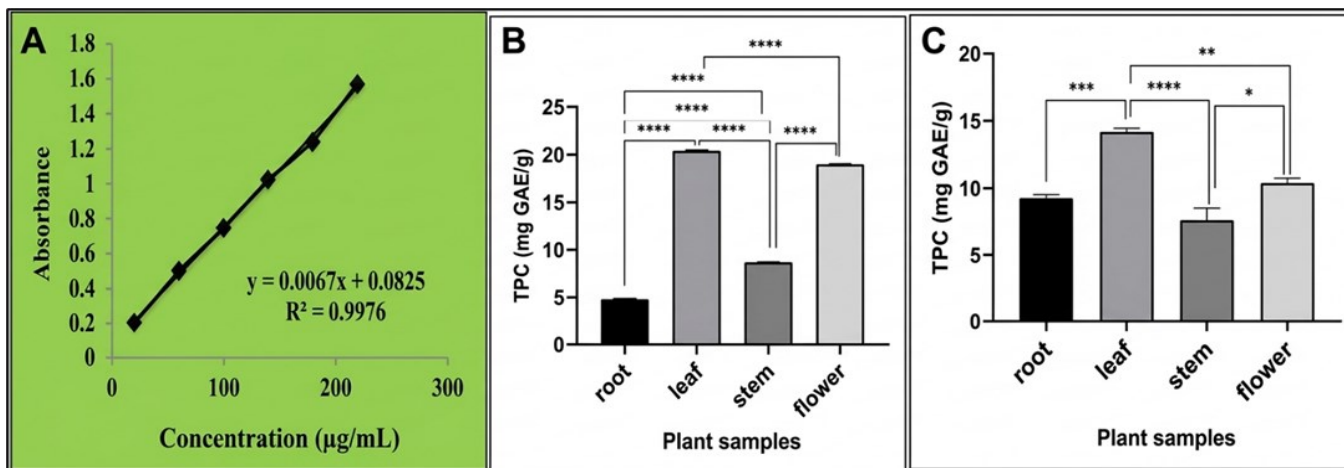 A
1.8
1.6
1.4
1.2
1
0.8
0.6
0.4
0.2
0
0 100 200 300
Absorbance
Concentration (µg/mL)
y = 0.0067x + 0.0825
R² = 0.9976
B
****
****
****
**** **** ****
25
20
15
10
5
0
TPC (mg GAE/g)
root leaf stem flower
Plant samples
C
**
*** **** *
20
15
10
5
0
TPC (mg GAE/g)
root leaf stem flower
Plant samples